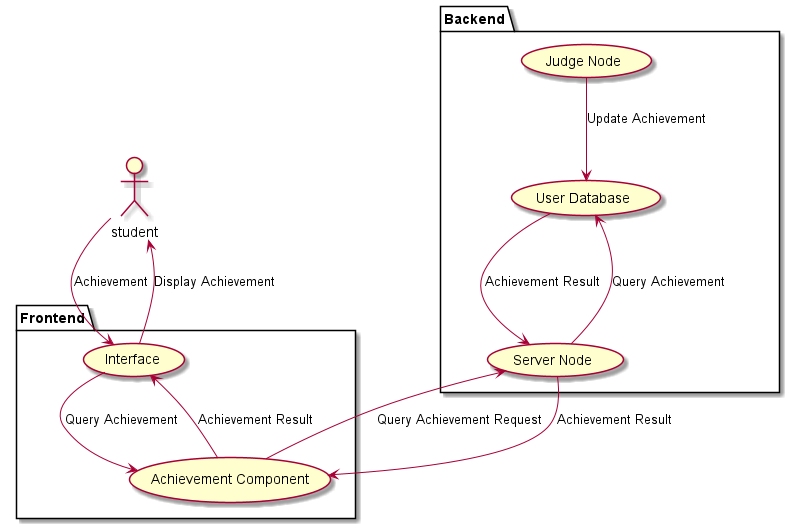 Backend
Judge Node
Update Achievement
User Database
student
Achievement
Display Achievement
Achievement Result
Query Achievement
Frontend
Interface
Server Node
Query Achievement
Achievement Result
Query Achievement Request
Achievement Result
Achievement Component